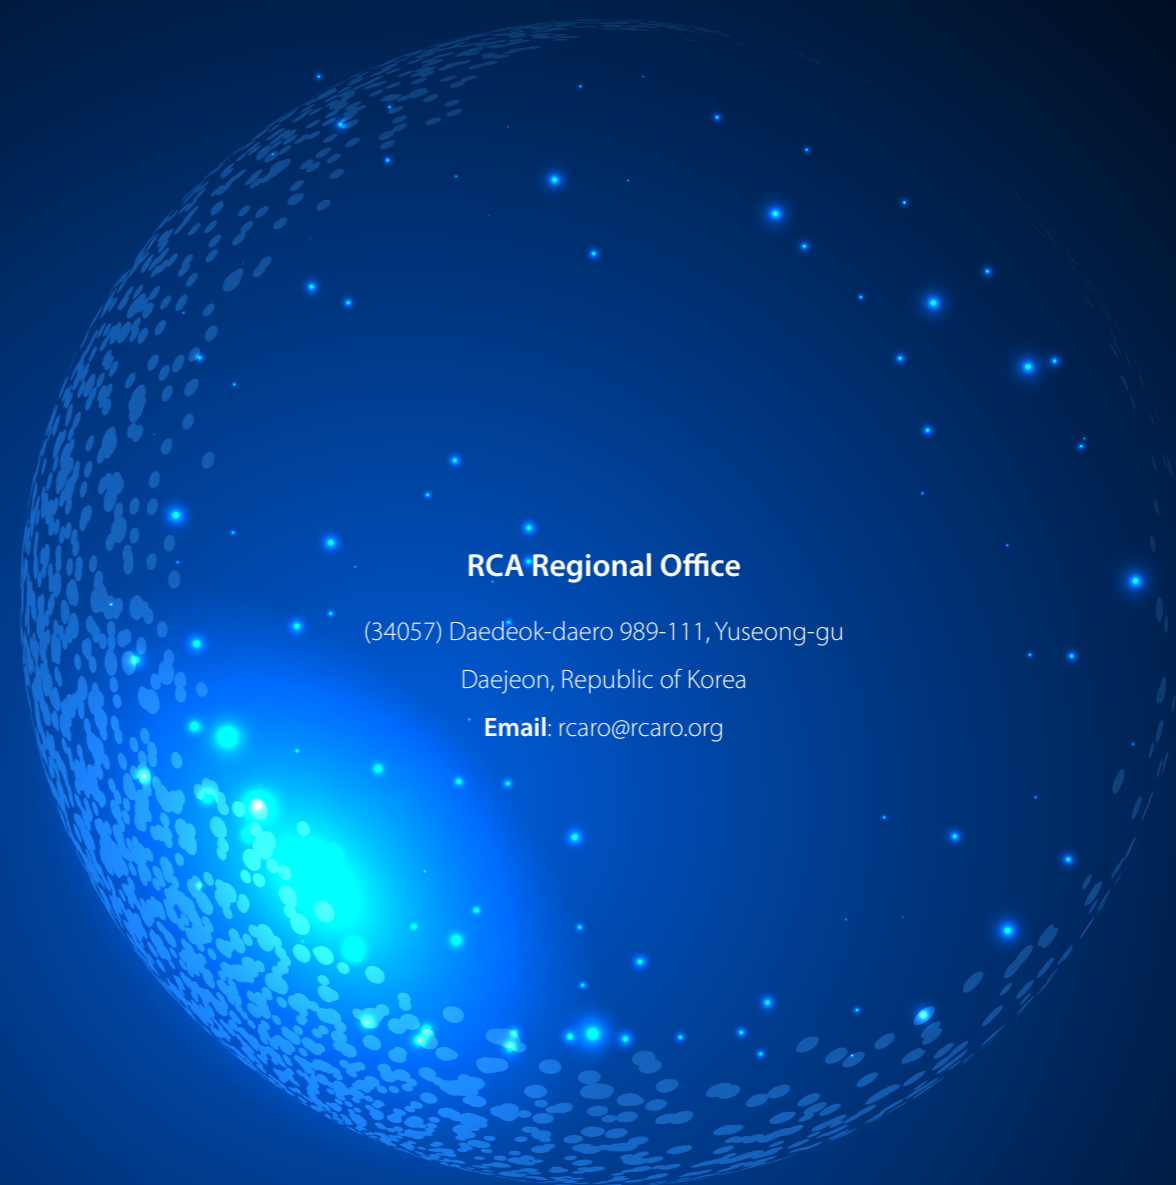 RCA Regional Office
(34057) Daedeok-daero 989-111, Yuseong-gu
Daejeon, Republic of Korea
Email: rcaro@rcaro.org